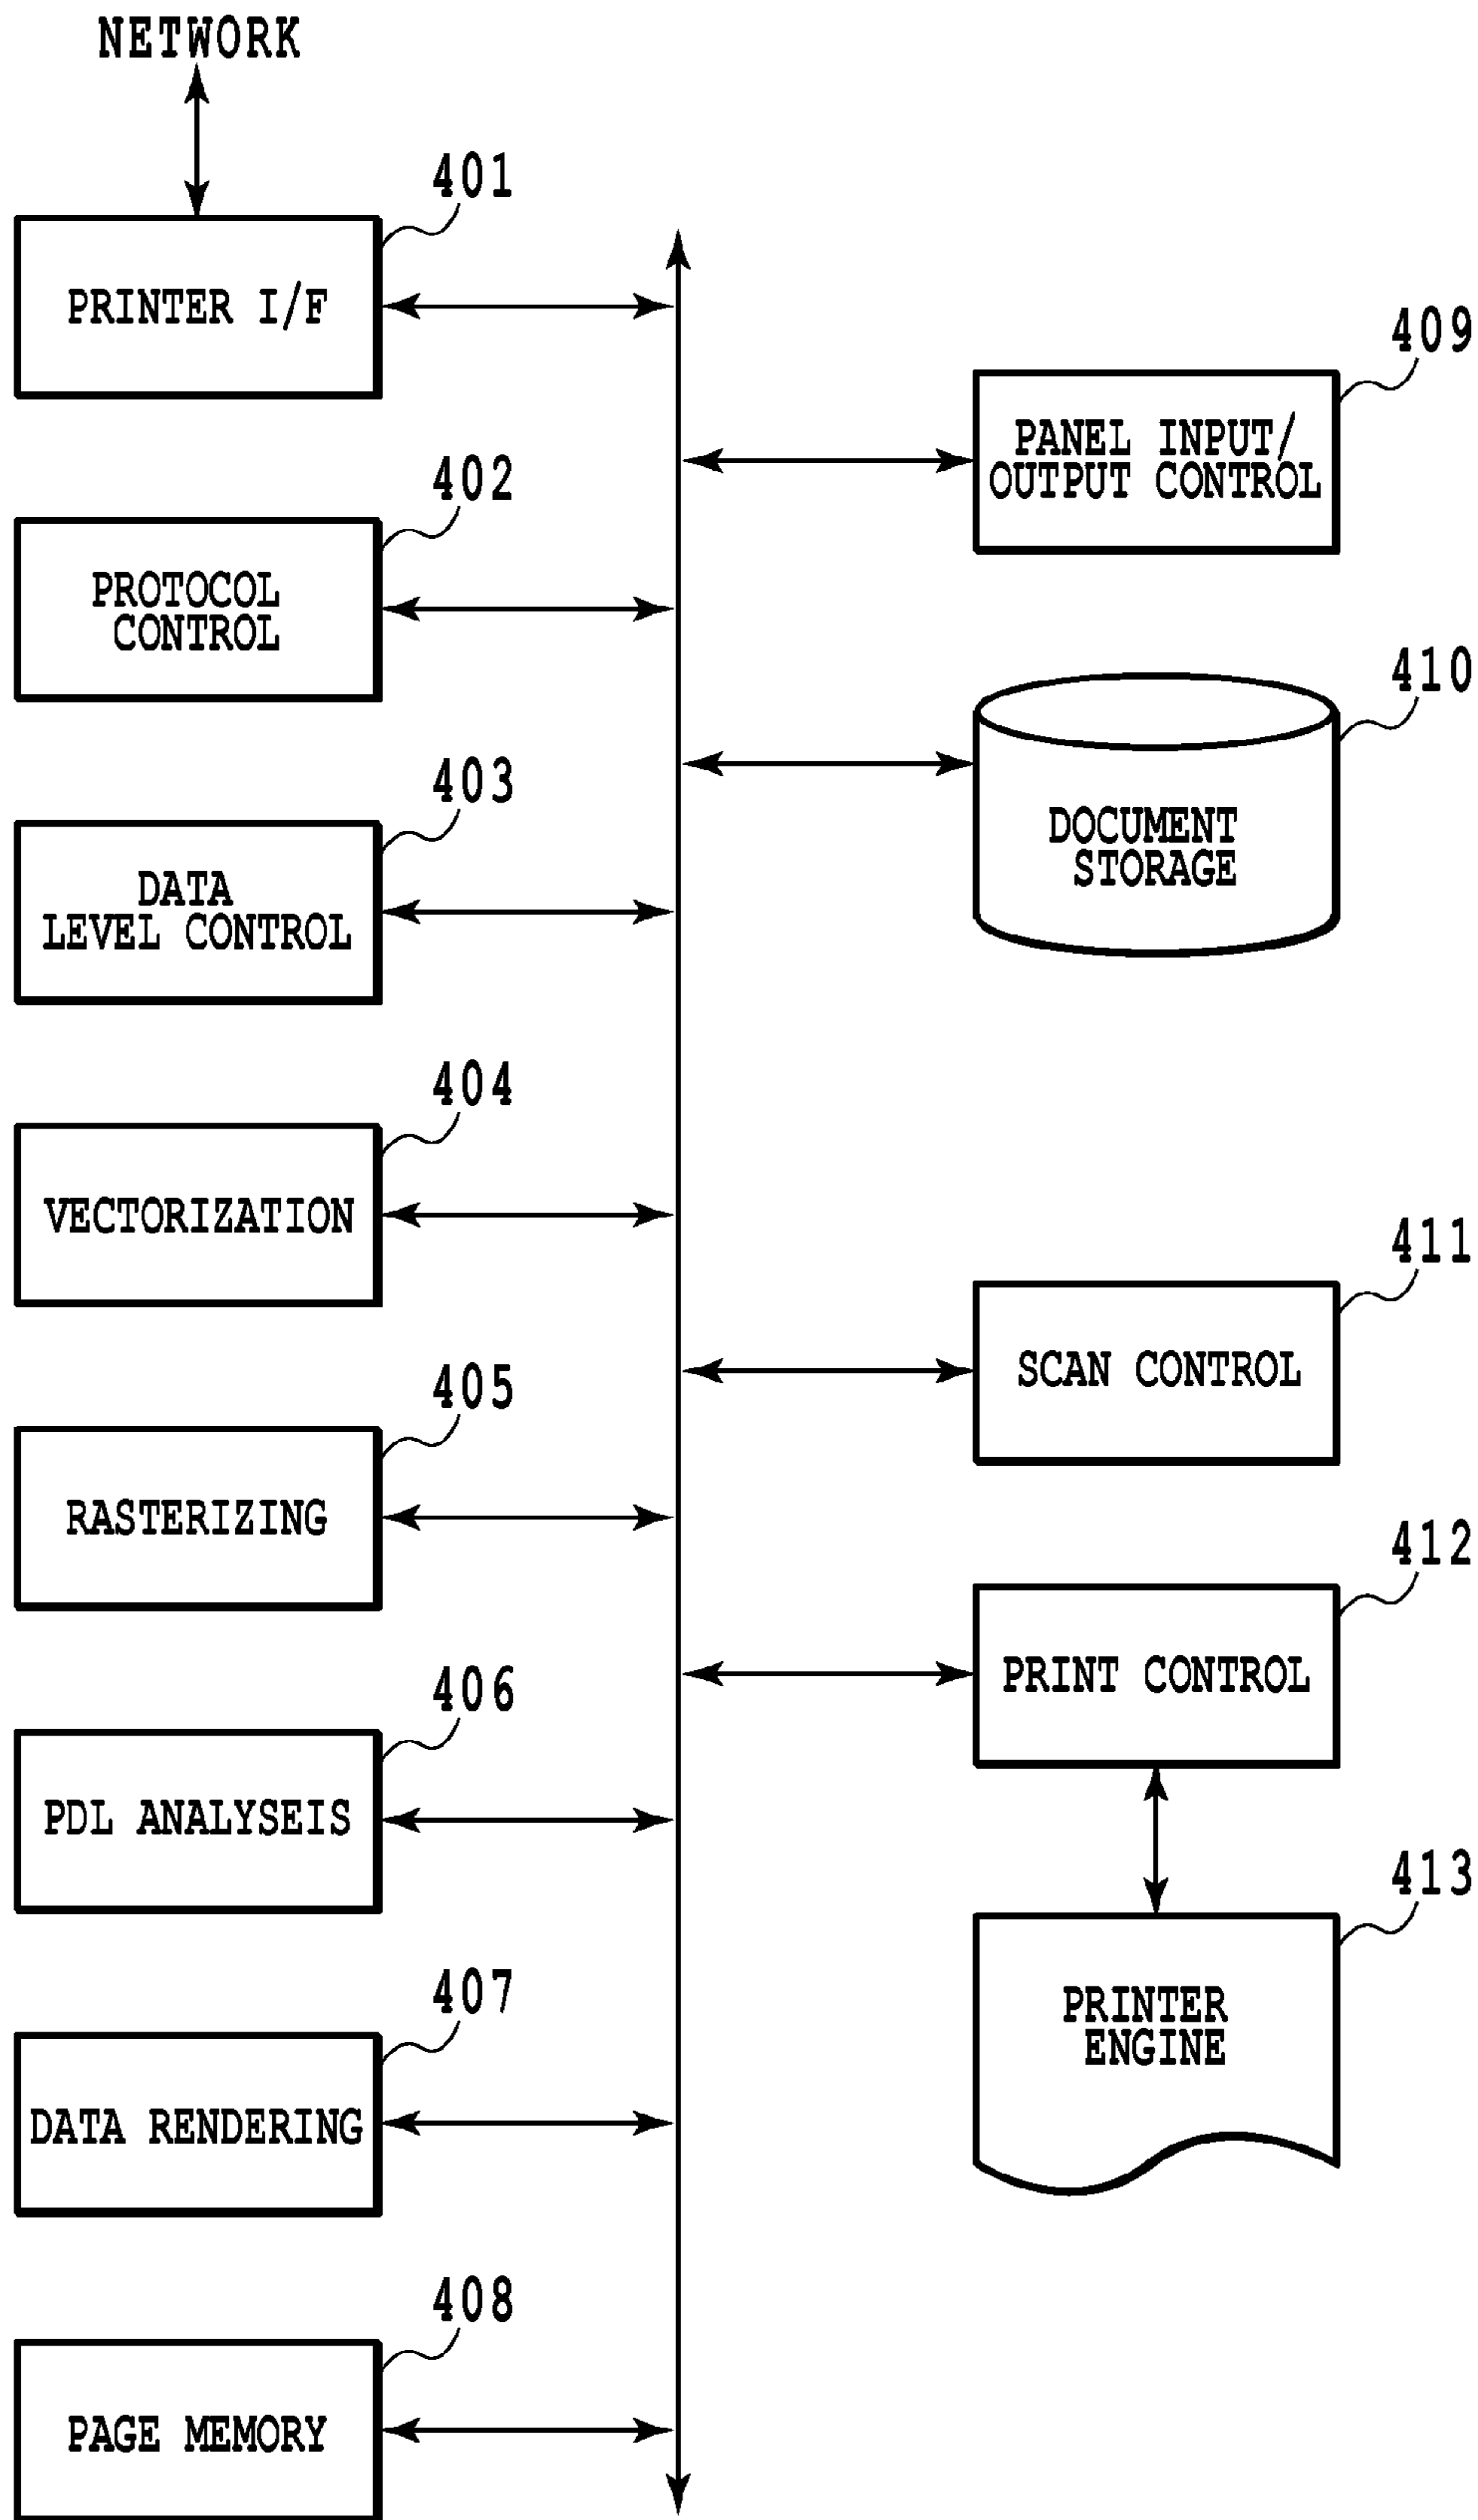 NETWORK
401
PRINTER I/F
402
PROTOCOL
CONTROL
403
DATA
LEVEL CONTROL
404
VECTORIZATION
405
RASTERIZING
406
PDL ANALYSEIS
407
DATA RENDERING
408
PAGE MEMORY
409
PANEL INPUT/
OUTPUT CONTROL
410
DOCUMENT
STORAGE
411
SCAN CONTROL
412
PRINT CONTROL
413
PRINTER
ENGINE